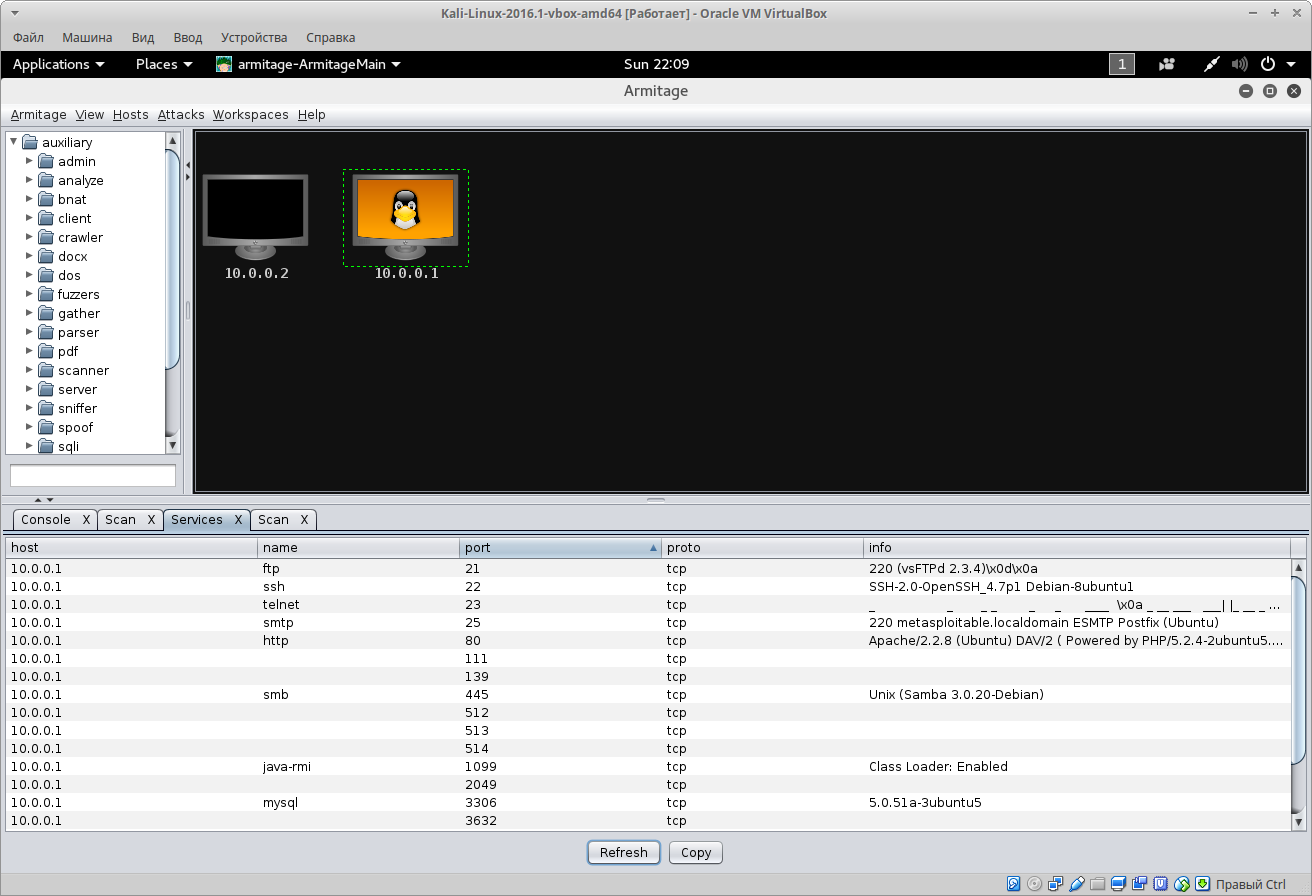 Kali-Linux-2016.1-vbox-amd64 [Работает] - Oracle VM VirtualBox
Файл Машина Вид Ввод Устройства Справка
Applications Places armitage-ArmitageMain Sun 22:09 1
Armitage
Armitage View Hosts Attacks Workspaces Help
auxiliary
admin
analyze
bnat
client
crawler
docx
dos
fuzzers
gather
parser
pdf
scanner
server
sniffer
spoof
sqli
10.0.0.2 10.0.0.1
Console X Scan X Services X Scan X
host name port proto info
10.0.0.1 ftp 21 tcp 220 (vsFTPd 2.3.4)\x0d\x0a
10.0.0.1 ssh 22 tcp SSH-2.0-OpenSSH_4.7p1 Debian-8ubuntu1
10.0.0.1 telnet 23 tcp _ _ _ _ _ _ ____ \x0a _ __ ___ ___| |_ __ _ ...
10.0.0.1 smtp 25 tcp 220 metasploitable.localdomain ESMTP Postfix (Ubuntu)
10.0.0.1 http 80 tcp Apache/2.2.8 (Ubuntu) DAV/2 ( Powered by PHP/5.2.4-2ubuntu5....
10.0.0.1 111 tcp
10.0.0.1 139 tcp
10.0.0.1 smb 445 tcp Unix (Samba 3.0.20-Debian)
10.0.0.1 512 tcp
10.0.0.1 513 tcp
10.0.0.1 514 tcp
10.0.0.1 java-rmi 1099 tcp Class Loader: Enabled
10.0.0.1 2049 tcp
10.0.0.1 mysql 3306 tcp 5.0.51a-3ubuntu5
10.0.0.1 3632 tcp
Refresh Copy
Правый Ctrl